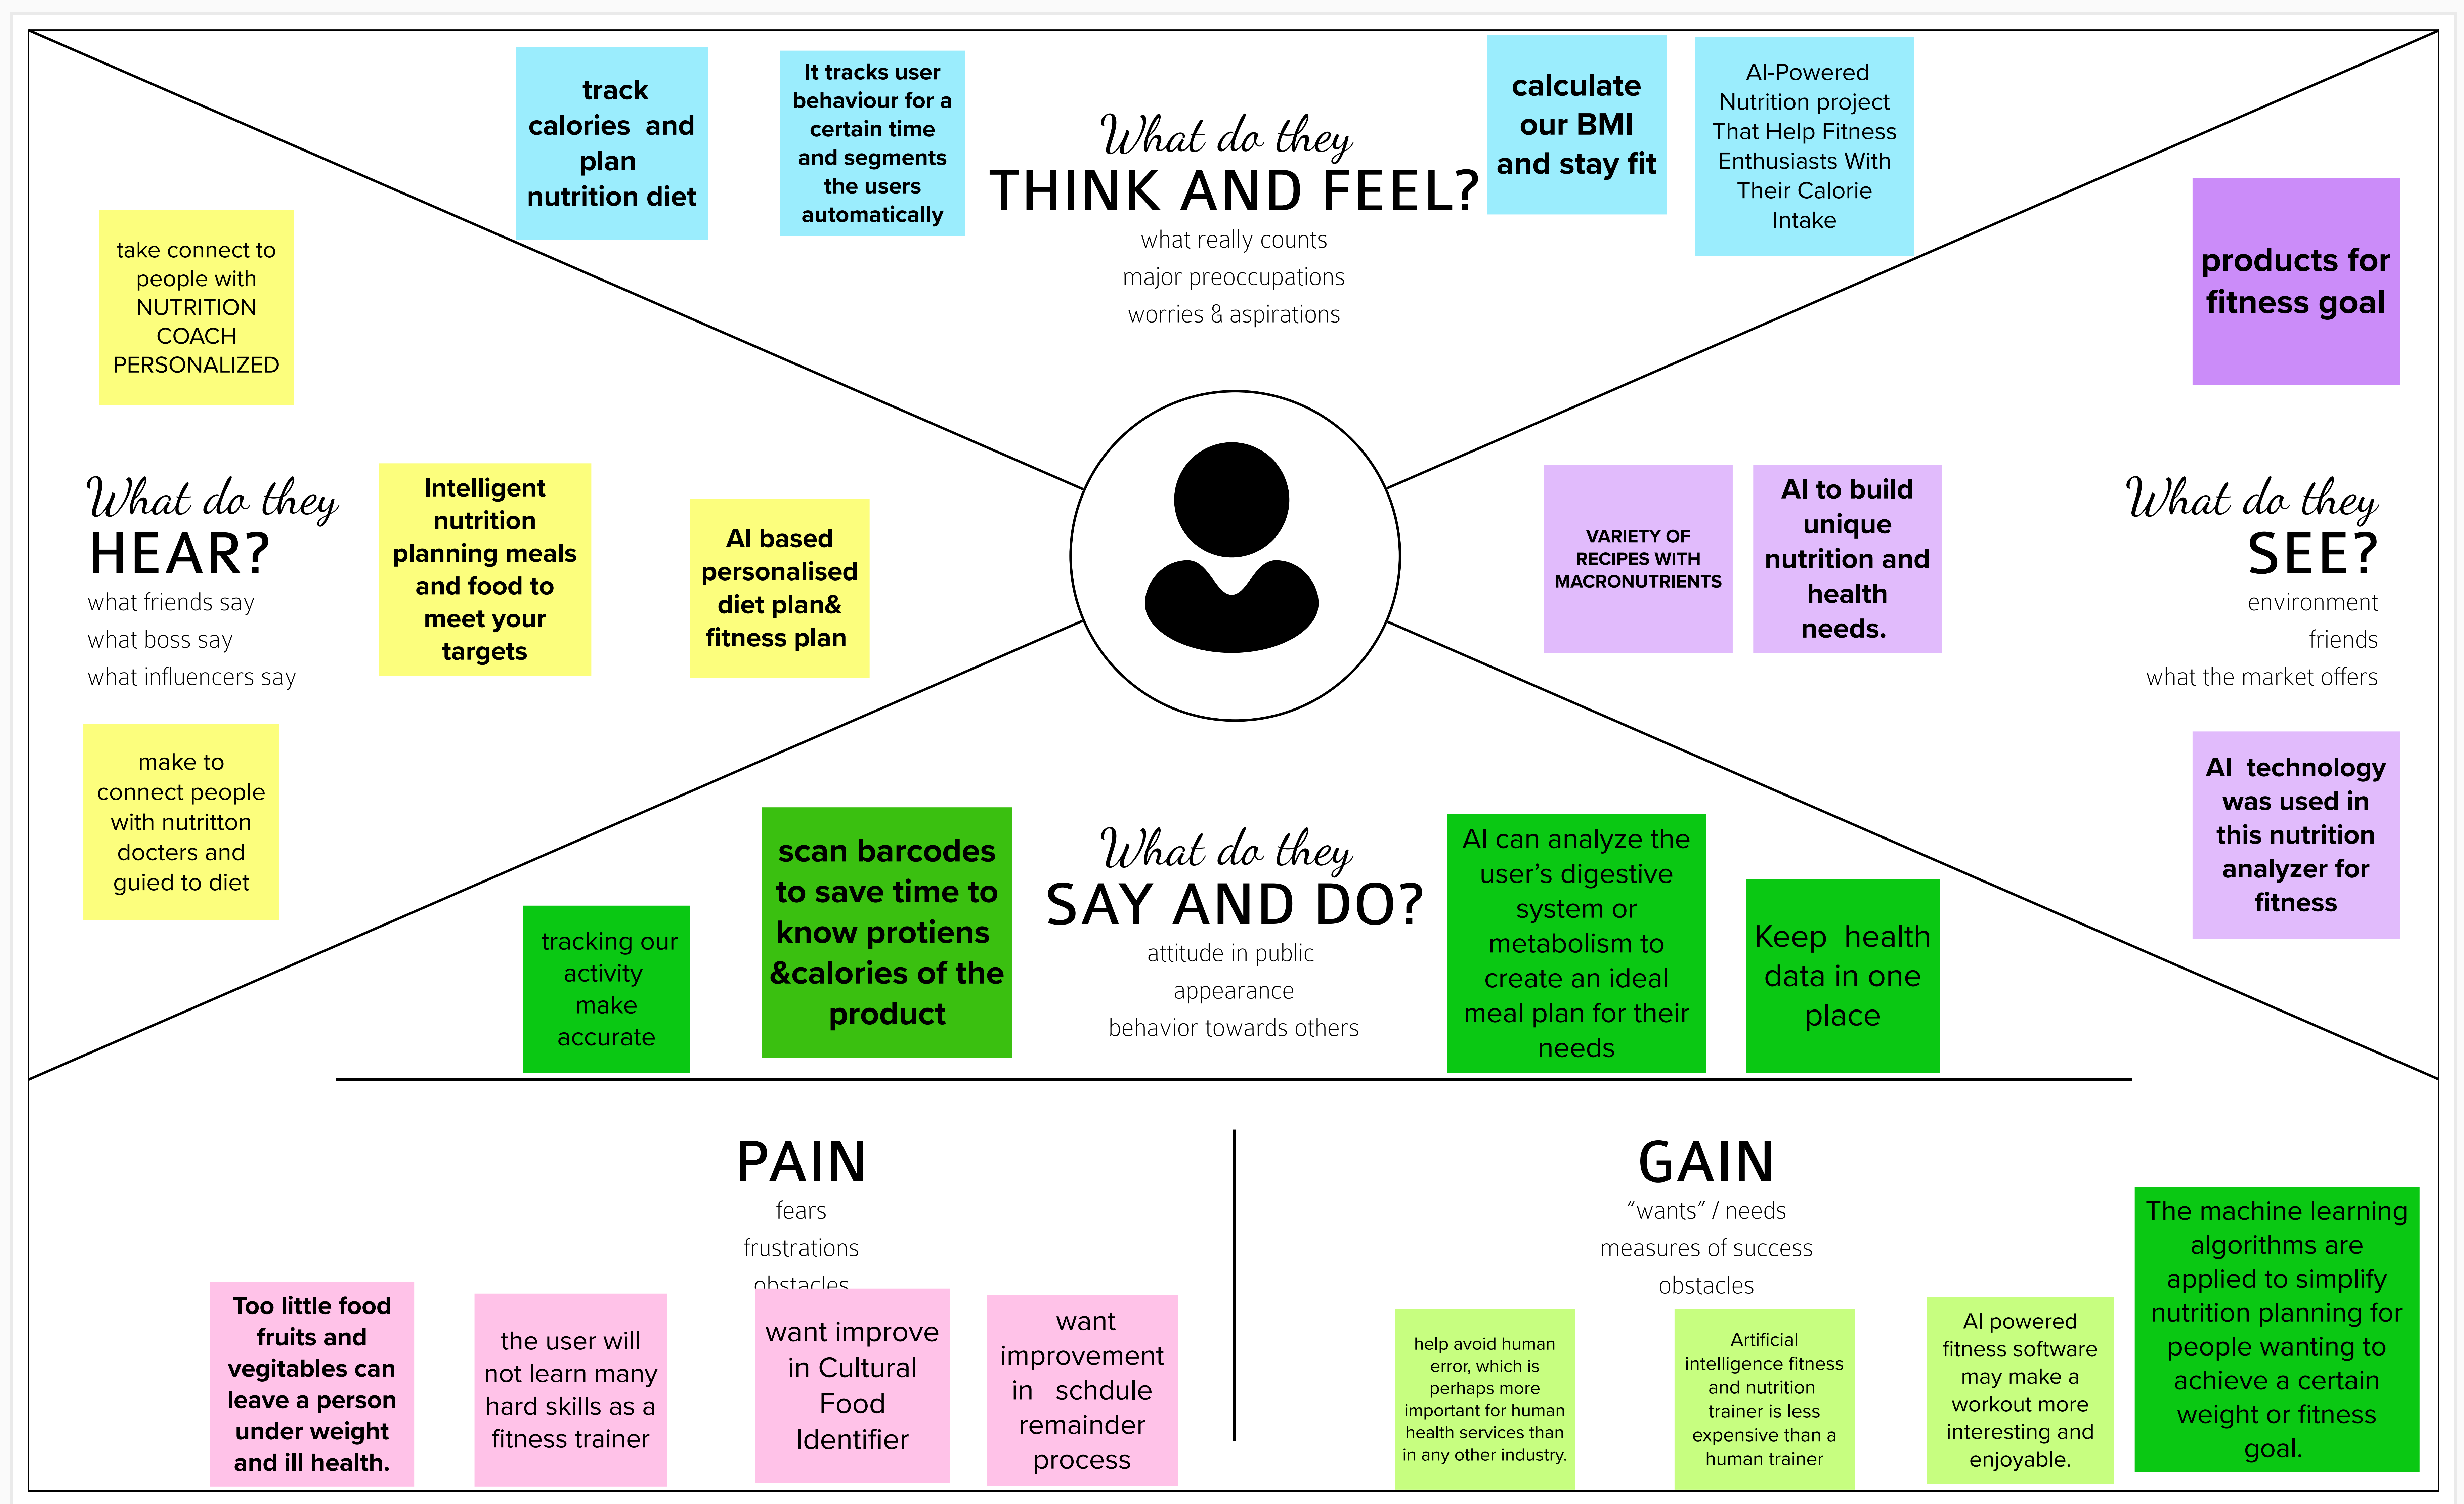 track
calories and
plan
nutrition diet
It tracks user
behaviour for a
certain time
and segments
the users
automatically
What do they
THINK AND FEEL?
what really counts
major preoccupations
worries & aspirations
calculate
our BMI
and stay fit
AI-Powered
Nutrition project
That Help Fitness
Enthusiasts With
Their Calorie
Intake
take connect to
people with
NUTRITION
COACH
PERSONALIZED
What do they
HEAR?
what friends say
what boss say
what influencers say
Intelligent
nutrition
planning meals
and food to
meet your
targets
AI based
personalised
diet plan&
fitness plan
make to
connect people
with nutritton
docters and
guied to diet
products for
fitness goal
VARIETY OF
RECIPES WITH
MACRONUTRIENTS
AI to build
unique
nutrition and
health
needs.
What do they
SEE?
environment
friends
what the market offers
AI technology
was used in
this nutrition
analyzer for
fitness
tracking our
activity
make
accurate
scan barcodes
to save time to
know protiens
&calories of the
product
What do they
SAY AND DO?
attitude in public
appearance
behavior towards others
AI can analyze the
user’s digestive
system or
metabolism to
create an ideal
meal plan for their
needs
Keep health
data in one
place
PAIN
fears
frustrations
obstacles
Too little food
fruits and
vegitables can
leave a person
under weight
and ill health.
the user will
not learn many
hard skills as a
fitness trainer
want improve
in Cultural
Food
Identifier
want
improvement
in schdule
remainder
process
GAIN
“wants” / needs
measures of success
obstacles
help avoid human
error, which is
perhaps more
important for human
health services than
in any other industry.
Artificial
intelligence fitness
and nutrition
trainer is less
expensive than a
human trainer
AI powered
fitness software
may make a
workout more
interesting and
enjoyable.
The machine learning
algorithms are
applied to simplify
nutrition planning for
people wanting to
achieve a certain
weight or fitness
goal.